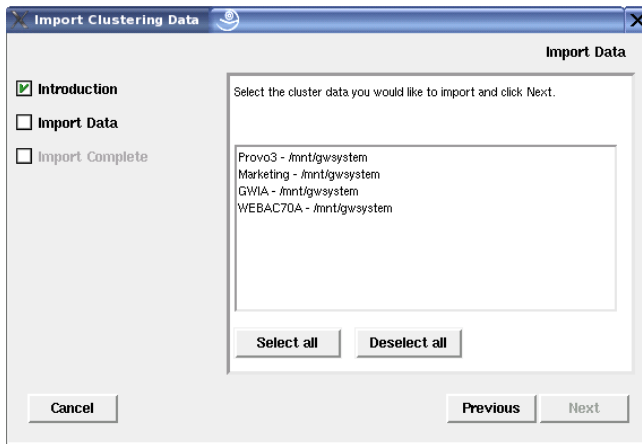 Import Clustering Data
Import Data
Introduction
Import Data
Import Complete
Select the cluster data you would like to import and click Next.
Provo3 - /mnt/gwsystem
Marketing - /mnt/gwsystem
GWIA - /mnt/gwsystem
WEBAC70A - /mnt/gwsystem
Select all Deselect all
Cancel Previous Next